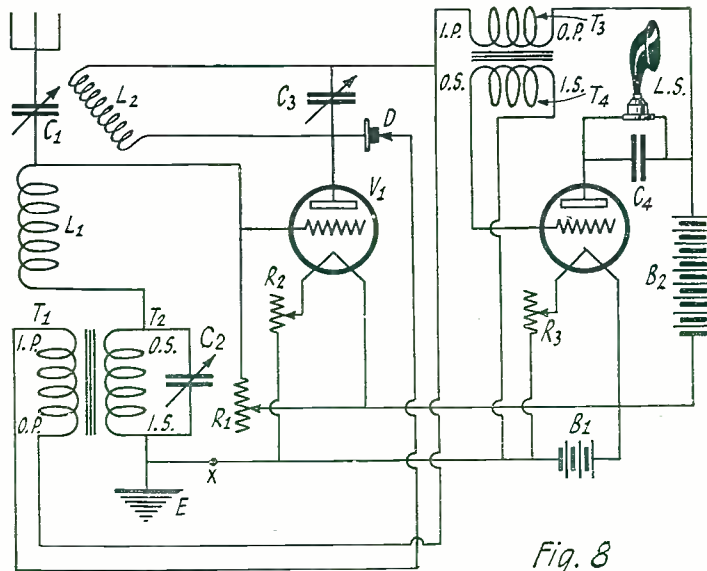 I.P.
T3
O.P.
O.S.
I.S.
T4
L.S.
L2
C3
D
C1
V1
C4
L1
R2
B2
T1
T2
C2
R3
I.P.
O.S.
R1
O.P.
I.S.
B1
X
E
Fig. 8